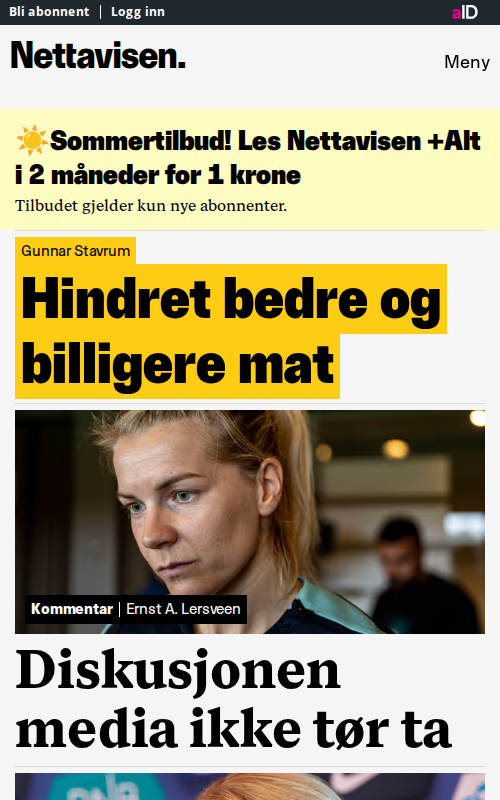 Bli abonnent | Logg inn
aID
Nettavisen.
Meny
☀️Sommertilbud! Les Nettavisen +Alt
i 2 måneder for 1 krone
Tilbudet gjelder kun nye abonnenter.
Gunnar Stavrum
Hindret bedre og
billigere mat
Kommentar | Ernst A. Lersveen
Diskusjonen
media ikke tør ta